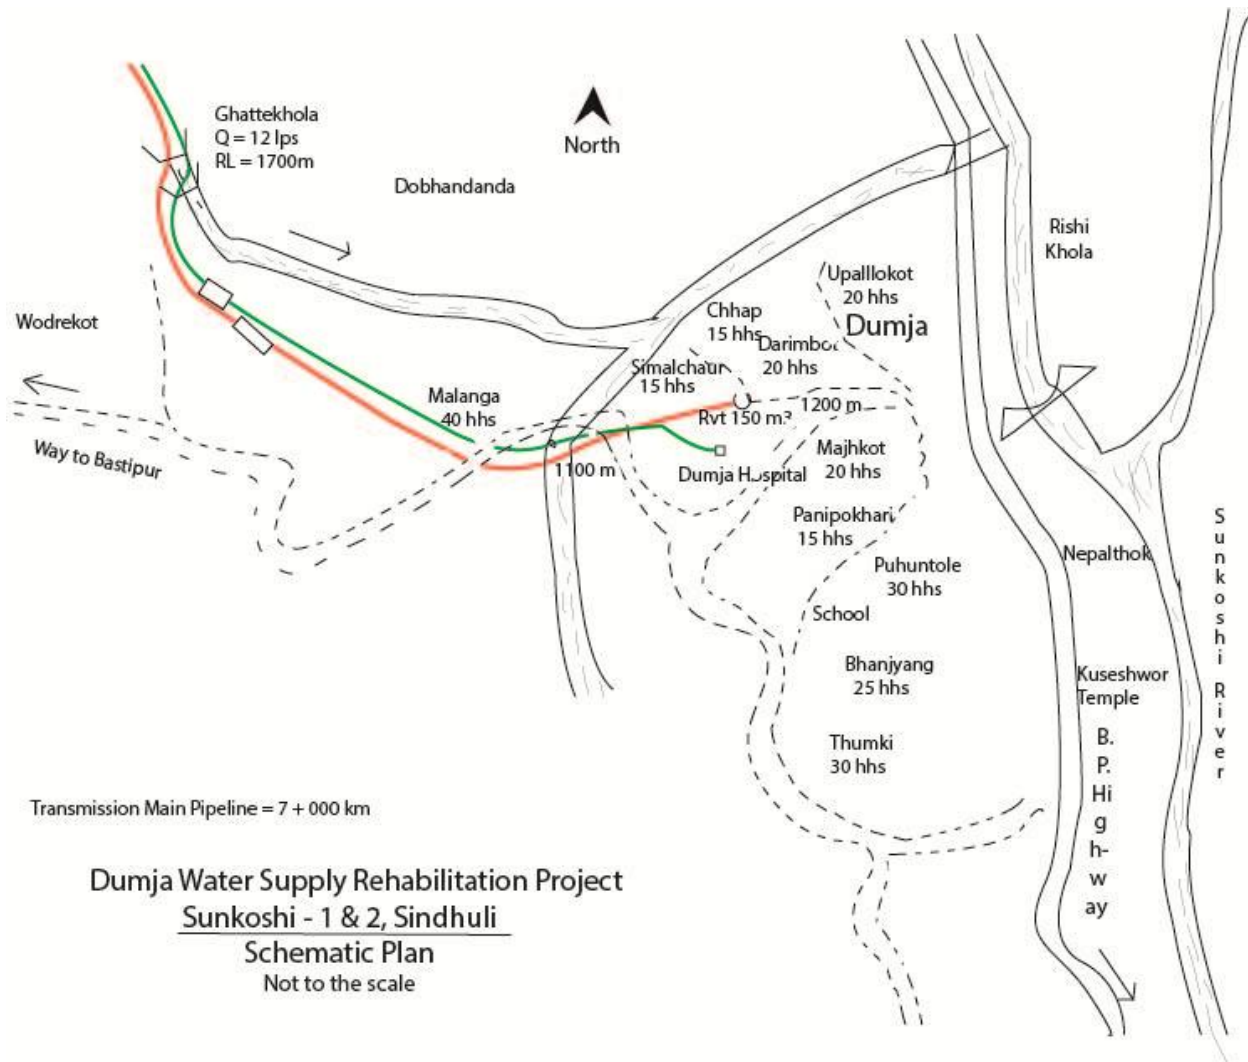 Ghattekhola
Q = 12 lps
RL = 1700m
North
Dobhandanda
Rishi
Khola
Upalllokot
20 hhs
Chhap
15 hhs
Dumja
Darimbot
20 hhs
Wodrekot
Simalchaur
15 hhs
Malanga
40 hhs
1200 m
Rvt 150 m³
Way to Bastipur
1100 m
Dumja Hospital
Majhkot
20 hhs
Panipokhari
15 hhs
Sunkoshi River
Nepalthok
Puhuntole
30 hhs
School
Bhanjyang
25 hhs
Kuseshwor
Temple
Thumki
30 hhs
B.
P.
Hi
g
h-
w
ay
Transmission Main Pipeline = 7 + 000 km
Dumja Water Supply Rehabilitation Project
Sunkoshi - 1 & 2, Sindhuli
Schematic Plan
Not to the scale